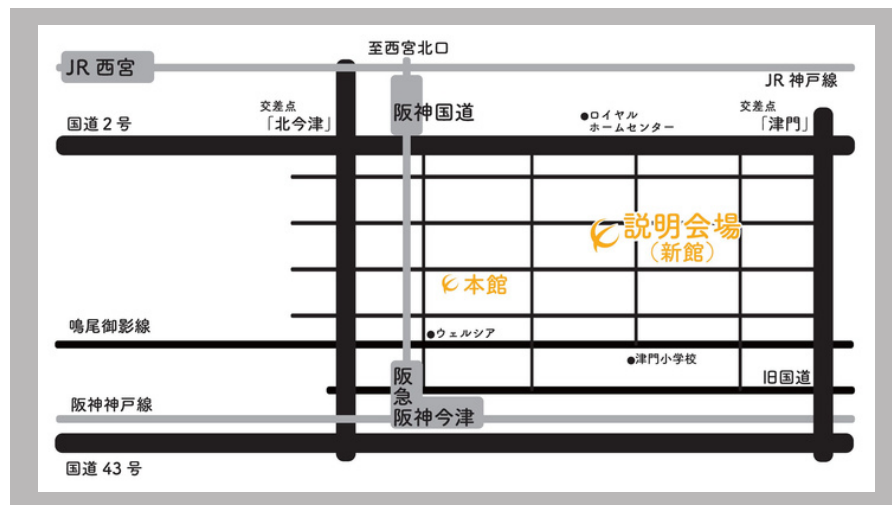 至西宮北口
JR 西宮
JR 神戸線
阪神国道
交差点
「北今津」
国道2号
●ロイヤル
ホームセンター
交差点
「津門」
説明会場
(新館)
本館
鳴尾御影線
●ウェルシア
●津門小学校
旧国道
阪急
阪神今津
阪神神戸線
国道 43 号